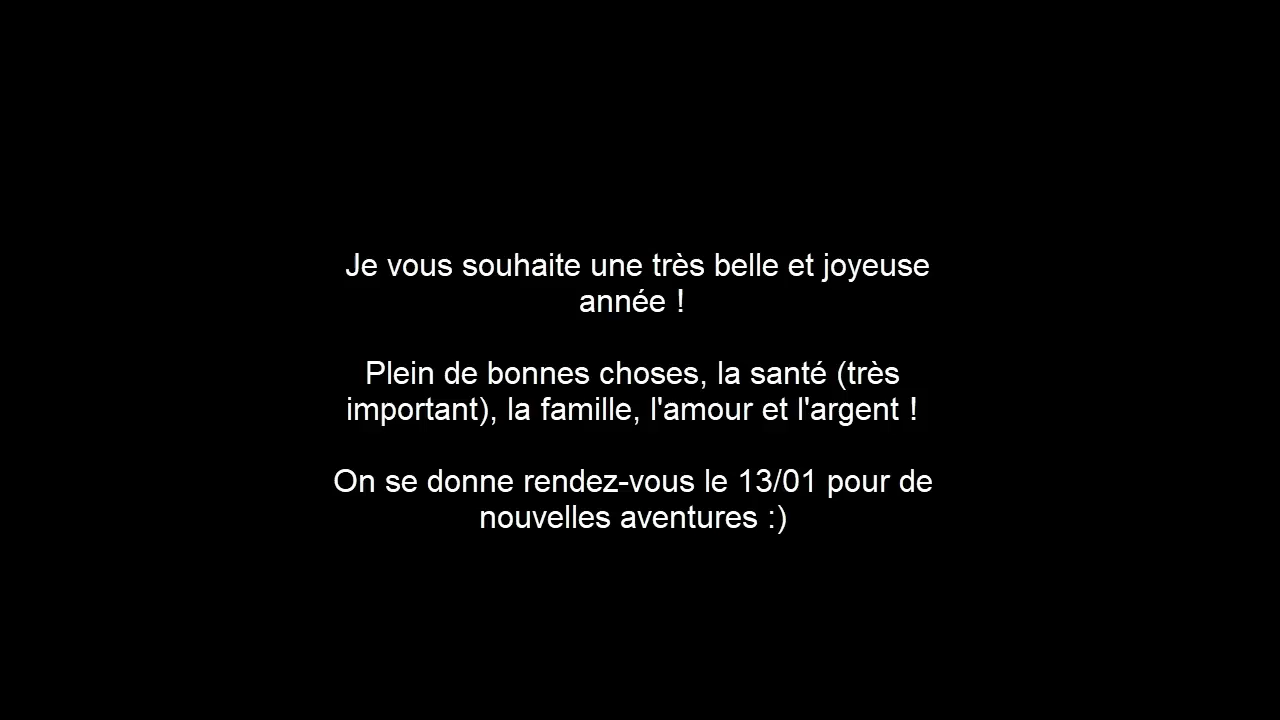 Je vous souhaite une très belle et joyeuse
année !
Plein de bonnes choses, la santé (très
important), la famille, l'amour et l'argent !
On se donne rendez-vous le 13/01 pour de
nouvelles aventures :)